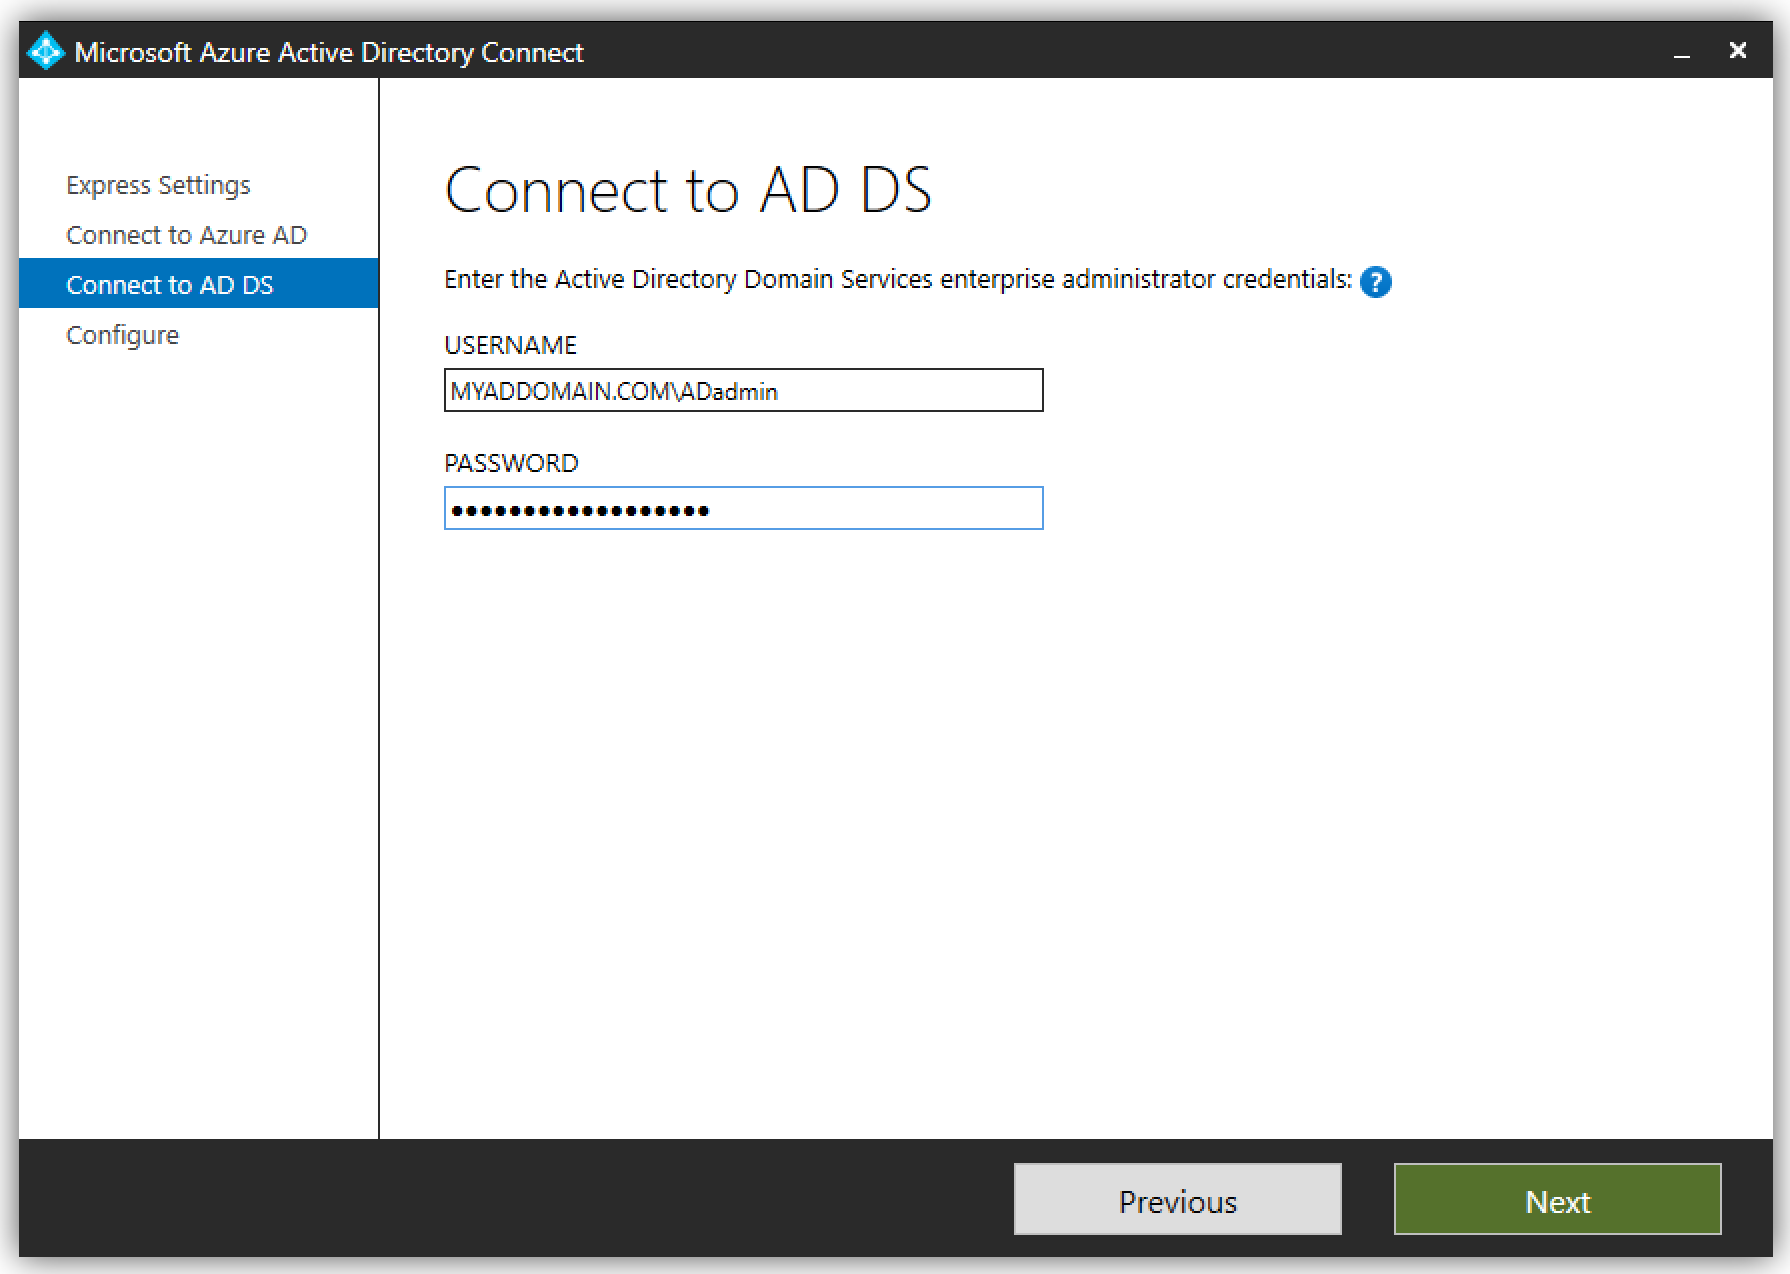 Microsoft Azure Active Directory Connect
Express Settings
Connect to Azure AD
Connect to AD DS
Configure
Connect to AD DS
Enter the Active Directory Domain Services enterprise administrator credentials: ?
USERNAME
MYADDOMAIN.COM\ADadmin
PASSWORD
●●●●●●●●●●●●●●●●●●
Previous
Next